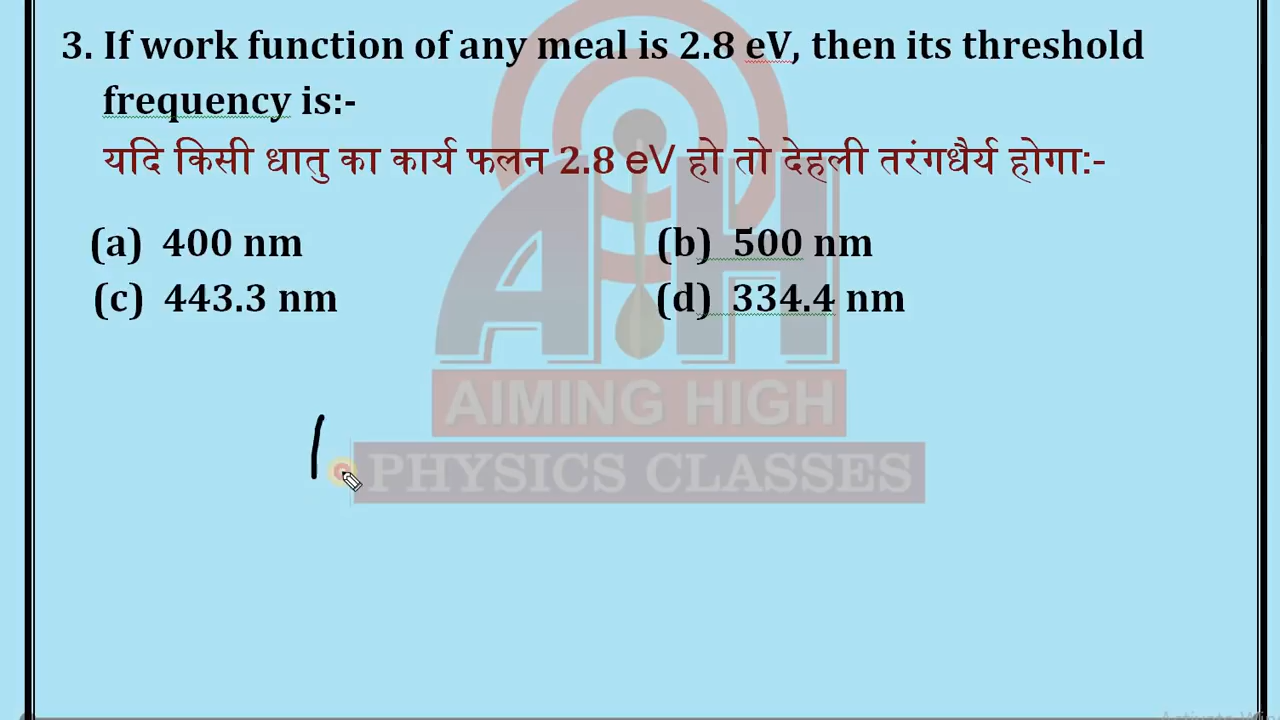 3. If work function of any meal is 2.8 eV, then its threshold
frequency is:-
यदि किसी धातु का कार्य फलन 2.8 eV हो तो देहली तरंगधैर्य होगा:-
(a) 400 nm (b) 500 nm
(c) 443.3 nm (d) 334.4 nm
AH
AIMING HIGH
PHYSICS CLASSES